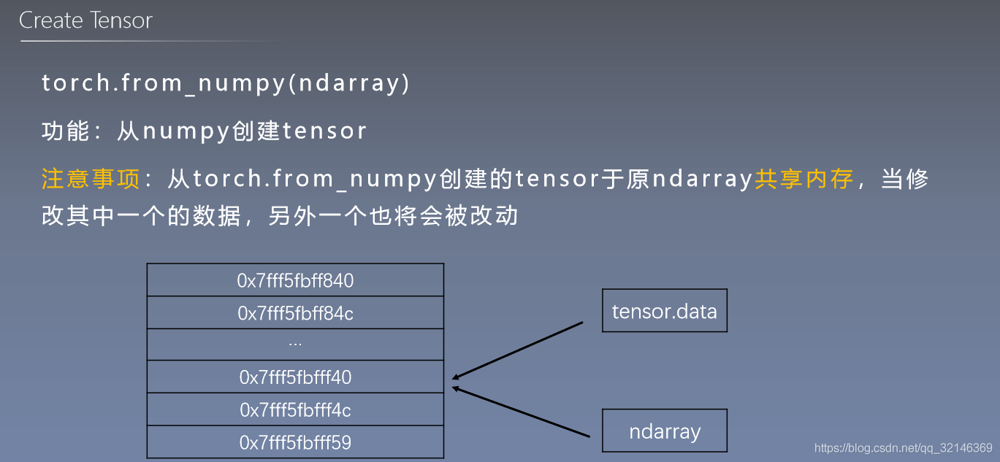 Create Tensor
torch.from_numpy(ndarray)
功能：从numpy创建tensor
注意事项：从torch.from_numpy创建的tensor于原ndarray共享内存，当修
改其中一个的数据，另外一个也将会被改动
0x7fff5fbff840
0x7fff5fbff84c
...
0x7fff5fbfff40
0x7fff5fbfff4c
0x7fff5fbfff59
tensor.data
ndarray
https://blog.csdn.net/qq_32146369